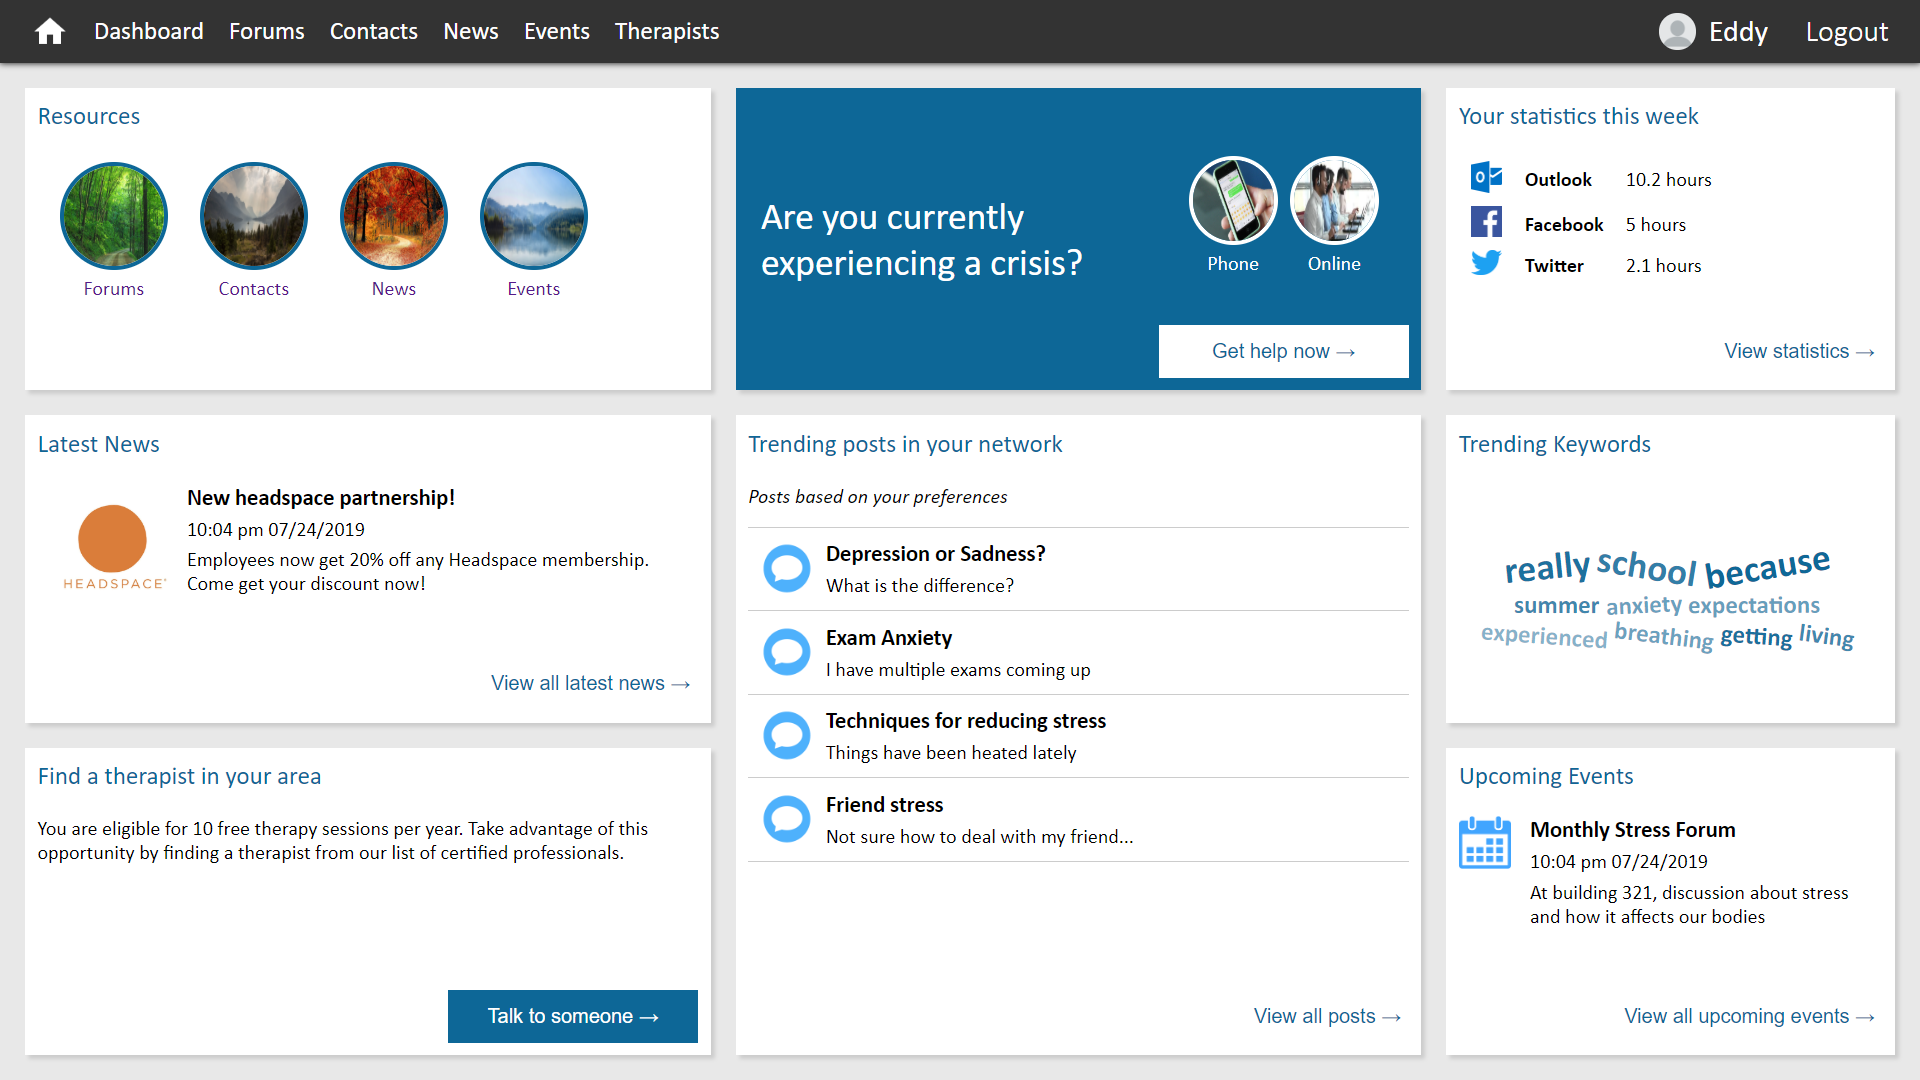 Dashboard Forums Contacts News Events Therapists Eddy Logout
Resources
Forums Contacts News Events
Are you currently
experiencing a crisis?
Phone Online
Get help now →
Your statistics this week
Outlook 10.2 hours
Facebook 5 hours
Twitter 2.1 hours
View statistics →
Latest News
HEADSPACE
New headspace partnership!
10:04 pm 07/24/2019
Employees now get 20% off any Headspace membership.
Come get your discount now!
View all latest news →
Trending posts in your network
Posts based on your preferences
Depression or Sadness?
What is the difference?
Exam Anxiety
I have multiple exams coming up
Techniques for reducing stress
Things have been heated lately
Friend stress
Not sure how to deal with my friend...
View all posts →
Trending Keywords
really school because
summer anxiety expectations
experienced breathing getting living
Find a therapist in your area
You are eligible for 10 free therapy sessions per year. Take advantage of this
opportunity by finding a therapist from our list of certified professionals.
Talk to someone →
Upcoming Events
Monthly Stress Forum
10:04 pm 07/24/2019
At building 321, discussion about stress
and how it affects our bodies
View all upcoming events →